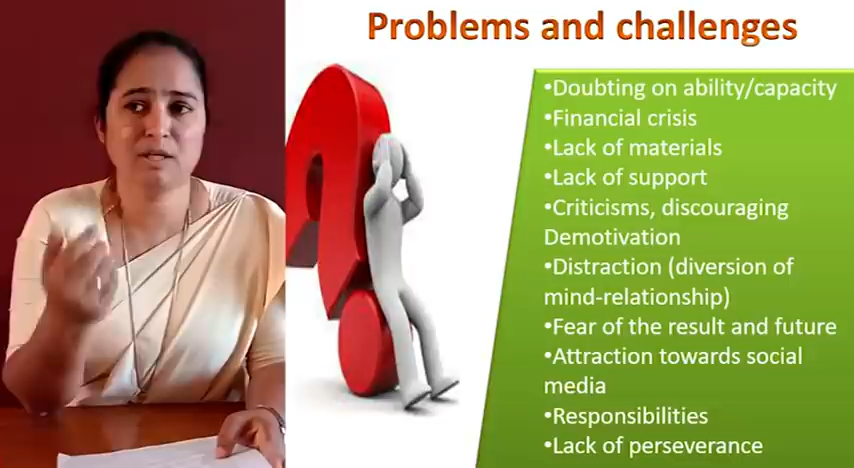 Problems and challenges
•Doubting on ability/capacity
•Financial crisis
•Lack of materials
•Lack of support
•Criticisms, discouraging
Demotivation
•Distraction (diversion of
mind-relationship)
•Fear of the result and future
•Attraction towards social
media
•Responsibilities
•Lack of perseverance